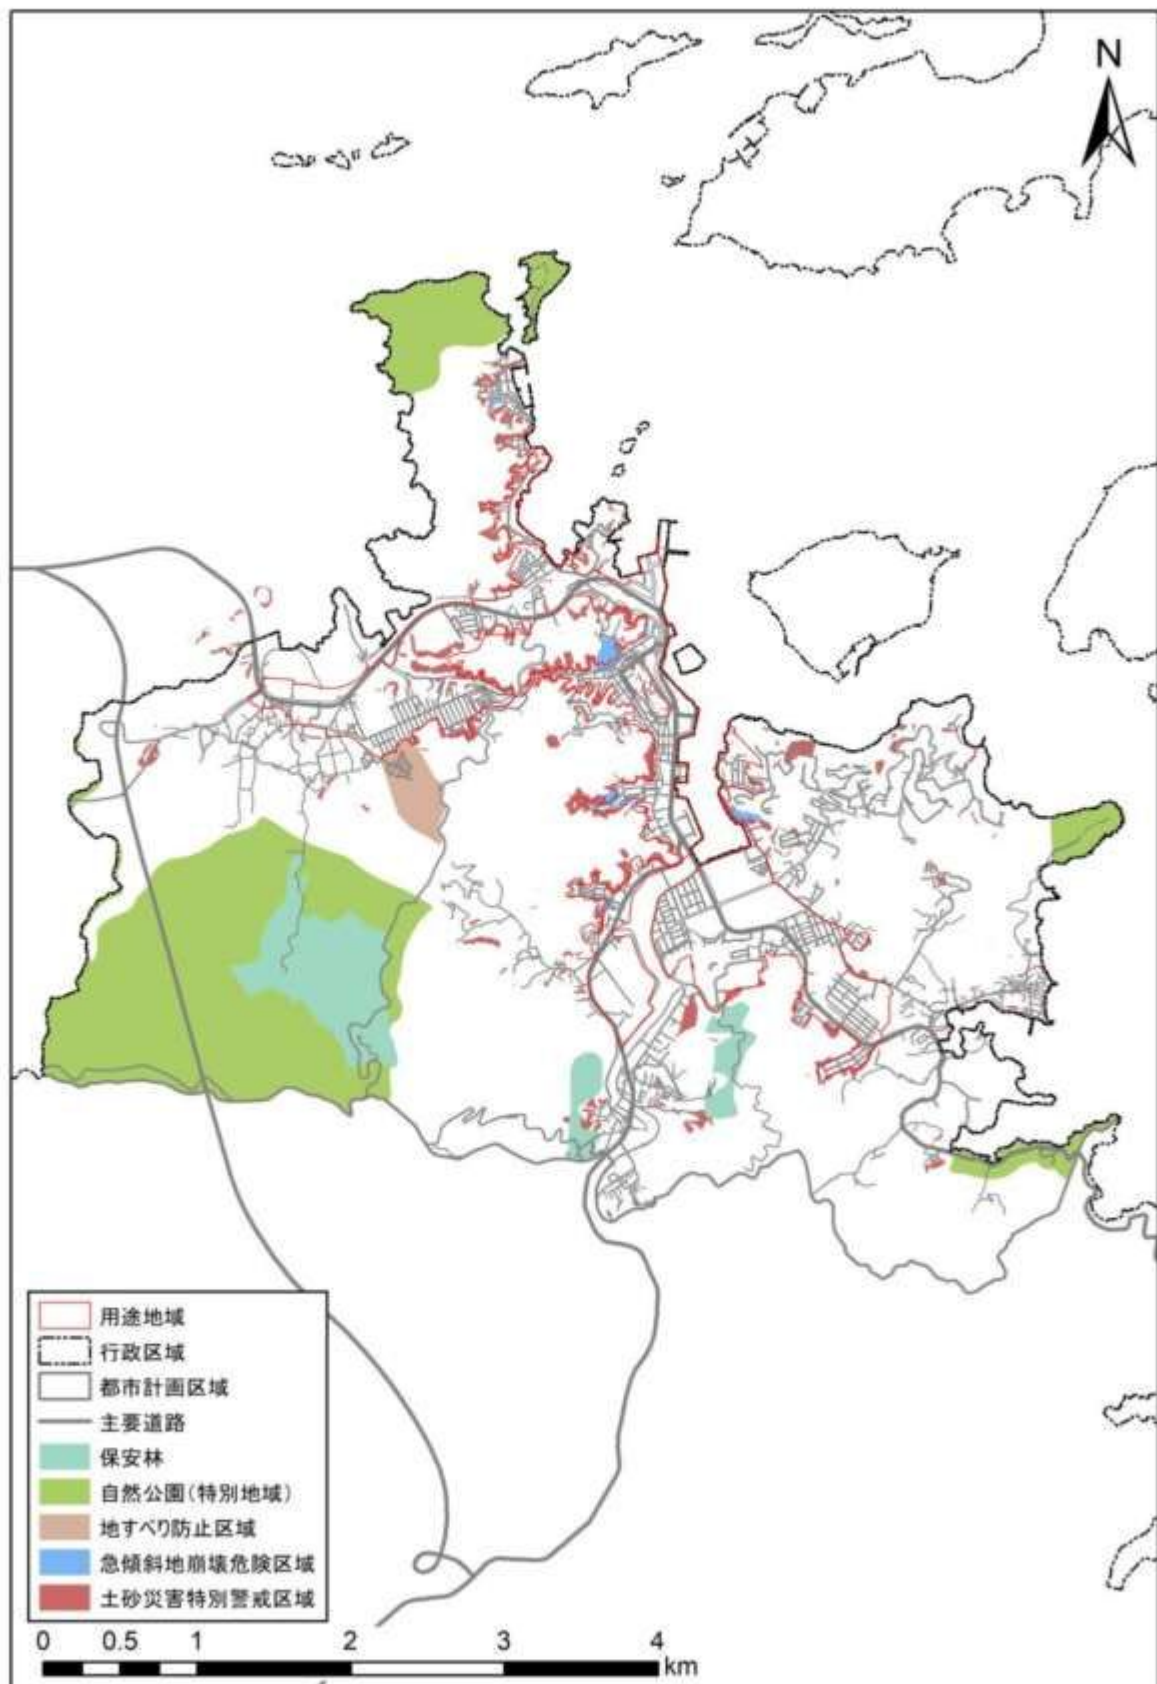 N
用途地域
行政区域
都市計画区域
主要道路
保安林
自然公園(特別地域)
地すべり防止区域
急傾斜地崩壊危険区域
土砂災害特別警戒区域
0 0.5 1 2 3 4
km